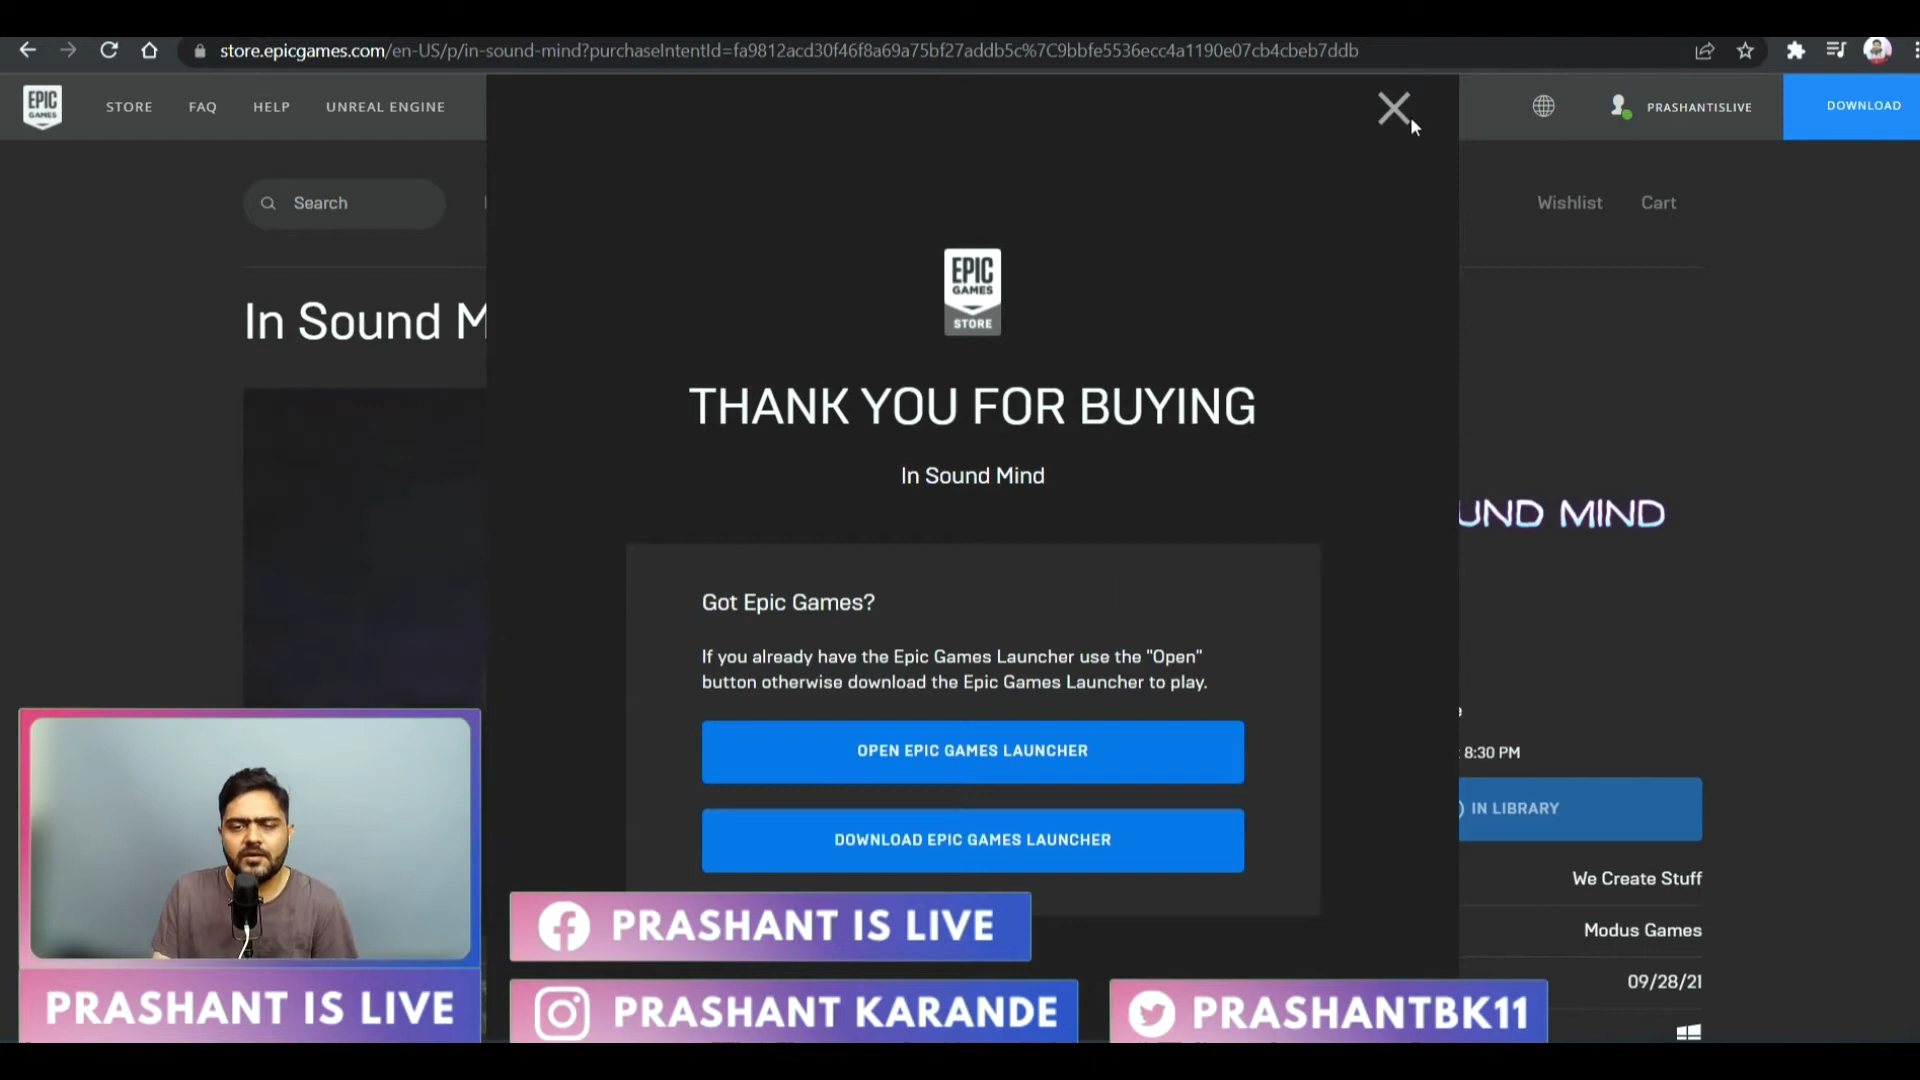 store.epicgames.com/en-US/p/in-sound-mind?purchaseIntentId=fa9812acd30f46f8a69a75bf27addb5c%7C9bbfe5536ecc4a1190e07cb4cbeb7ddb
EPIC GAMES
STORE
FAQ
HELP
UNREAL ENGINE
PRASHANTISLIVE
DOWNLOAD
Search
Wishlist
Cart
In Sound M
EPIC
GAMES
STORE
THANK YOU FOR BUYING
In Sound Mind
UND MIND
Got Epic Games?
If you already have the Epic Games Launcher use the "Open"
button otherwise download the Epic Games Launcher to play.
OPEN EPIC GAMES LAUNCHER
DOWNLOAD EPIC GAMES LAUNCHER
8:30 PM
IN LIBRARY
We Create Stuff
Modus Games
09/28/21
PRASHANT IS LIVE
PRASHANT IS LIVE
PRASHANT KARANDE
PRASHANTBK11